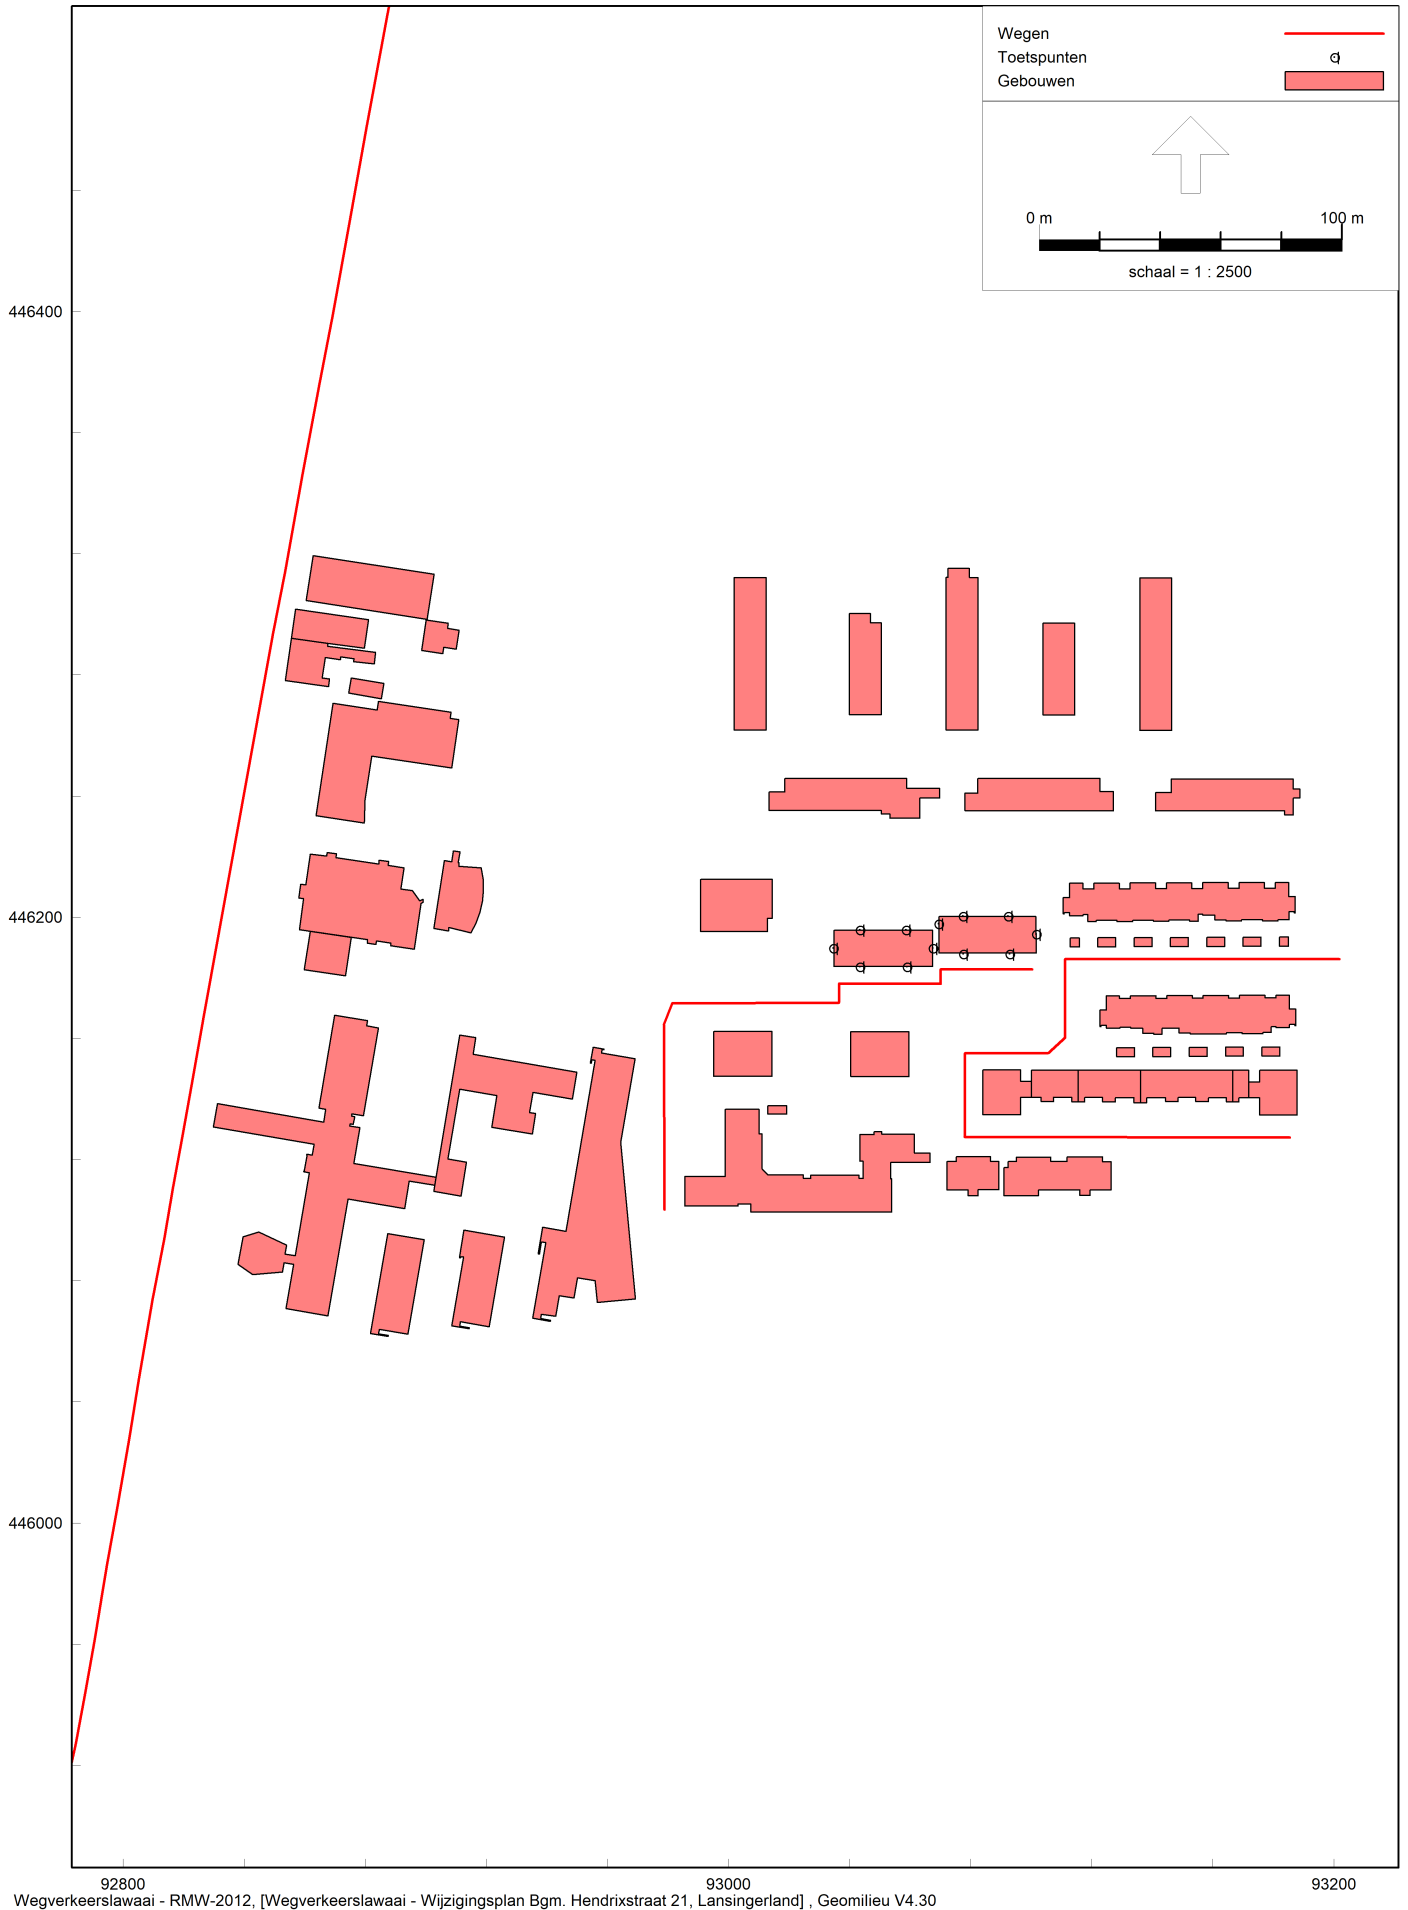 Wegen
Toetspunten
Gebouwen
0 m 100 m
schaal = 1 : 2500
446400
446200
446000
92800 93000 93200
Wegverkeerslawaai - RMW-2012, [Wegverkeerslawaai - Wijzigingsplan Bgm. Hendrixstraat 21, Lansingerland] , Geomilieu V4.30